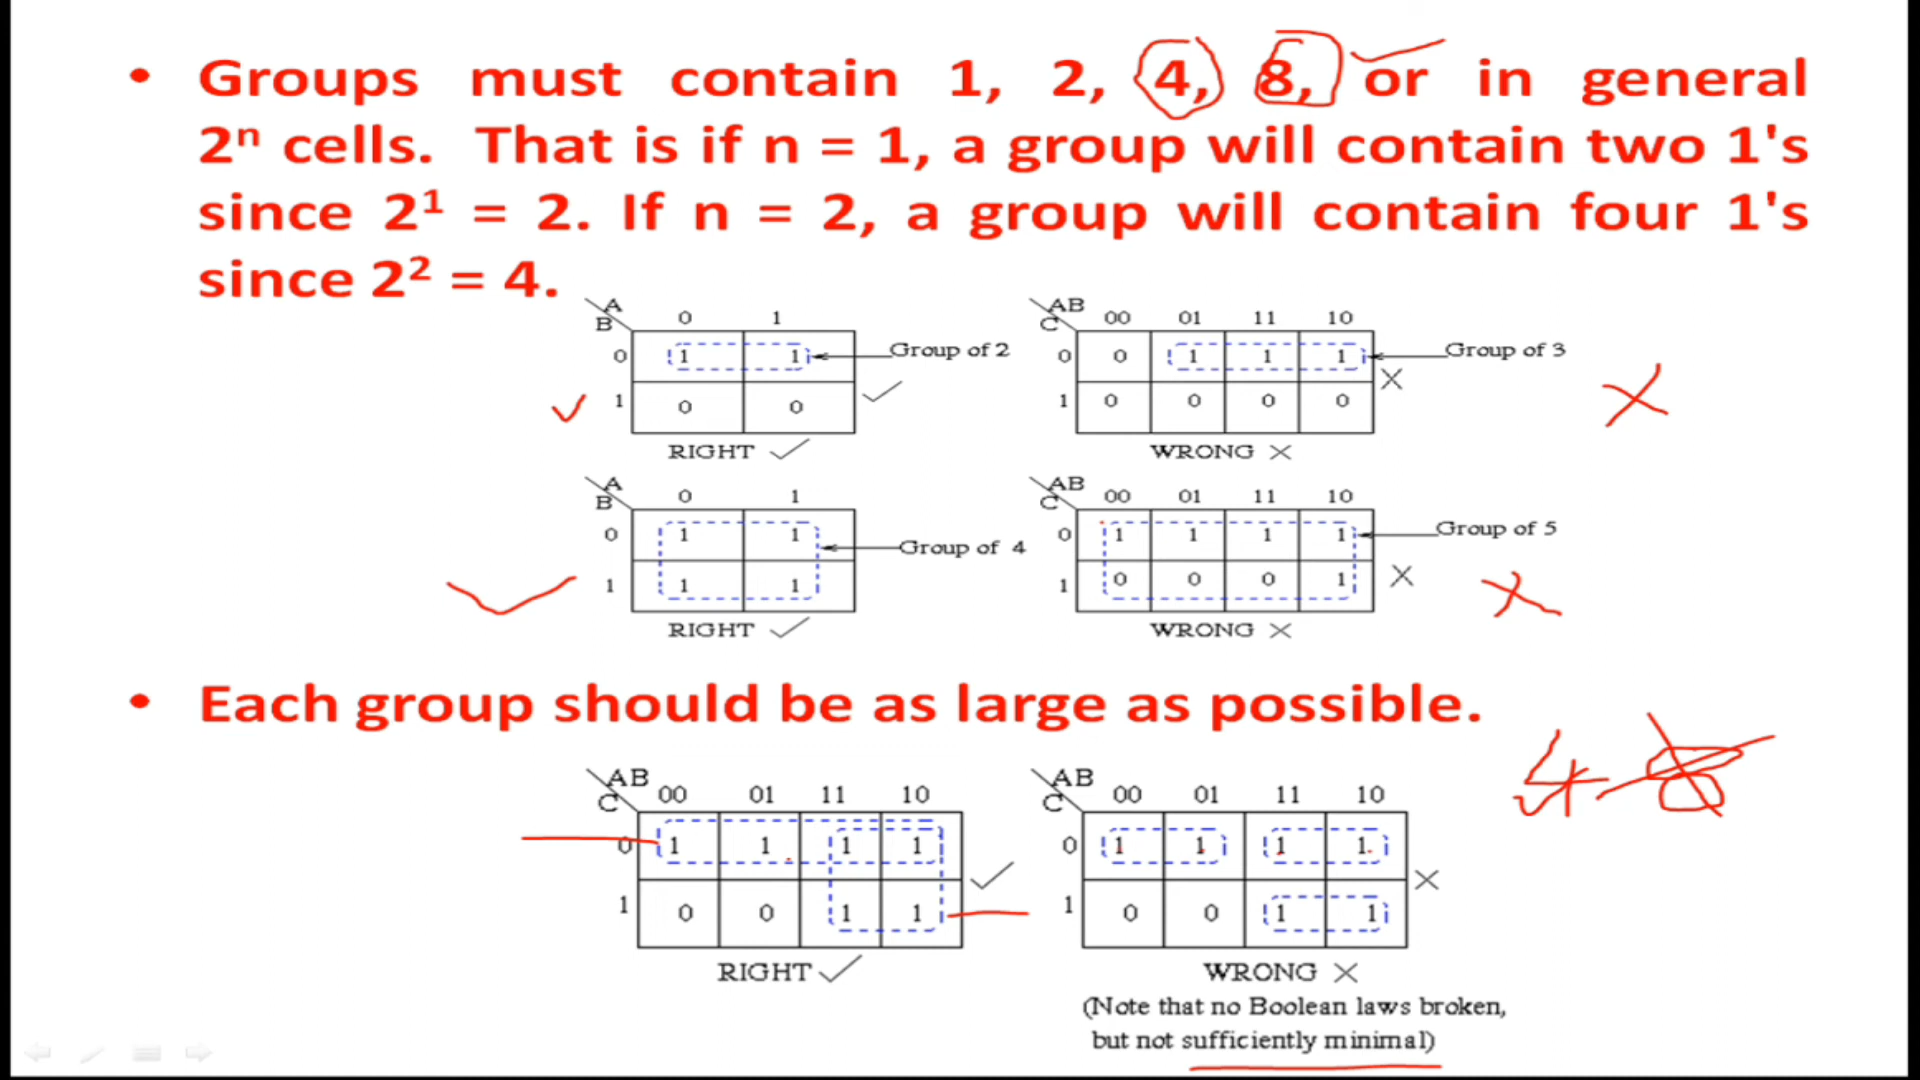 • Groups must contain 1, 2, 4, 8, or in general
2ⁿ cells. That is if n = 1, a group will contain two 1's
since 2¹ = 2. If n = 2, a group will contain four 1's
since 2² = 4.
A
B
0 1
0 1 1 Group of 2
1 0 0
RIGHT ✓
AB
C
00 01 11 10
0 0 1 1 1 Group of 3
1 0 0 0 0
WRONG ✗
A
B
0 1
0 1 1 Group of 4
1 1 1
RIGHT ✓
AB
C
00 01 11 10
0 1 1 1 1 Group of 5
1 0 0 0 1
WRONG ✗
• Each group should be as large as possible.
4 - 8
AB
C
00 01 11 10
0 1 1 1 1
1 0 0 1 1
RIGHT ✓
AB
C
00 01 11 10
0 1 1 1 1
1 0 0 1 1
WRONG ✗
(Note that no Boolean laws broken,
but not sufficiently minimal)